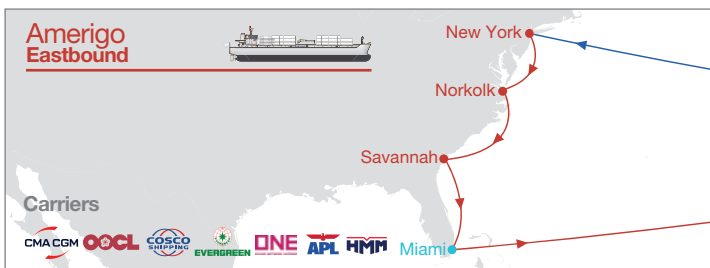 Amerigo
Eastbound
New York
Norkolk
Savannah
Miami
Carriers
CMA CGM
OOCL
COSCO
SHIPPING
EVERGREEN
ONE
APL
HMM